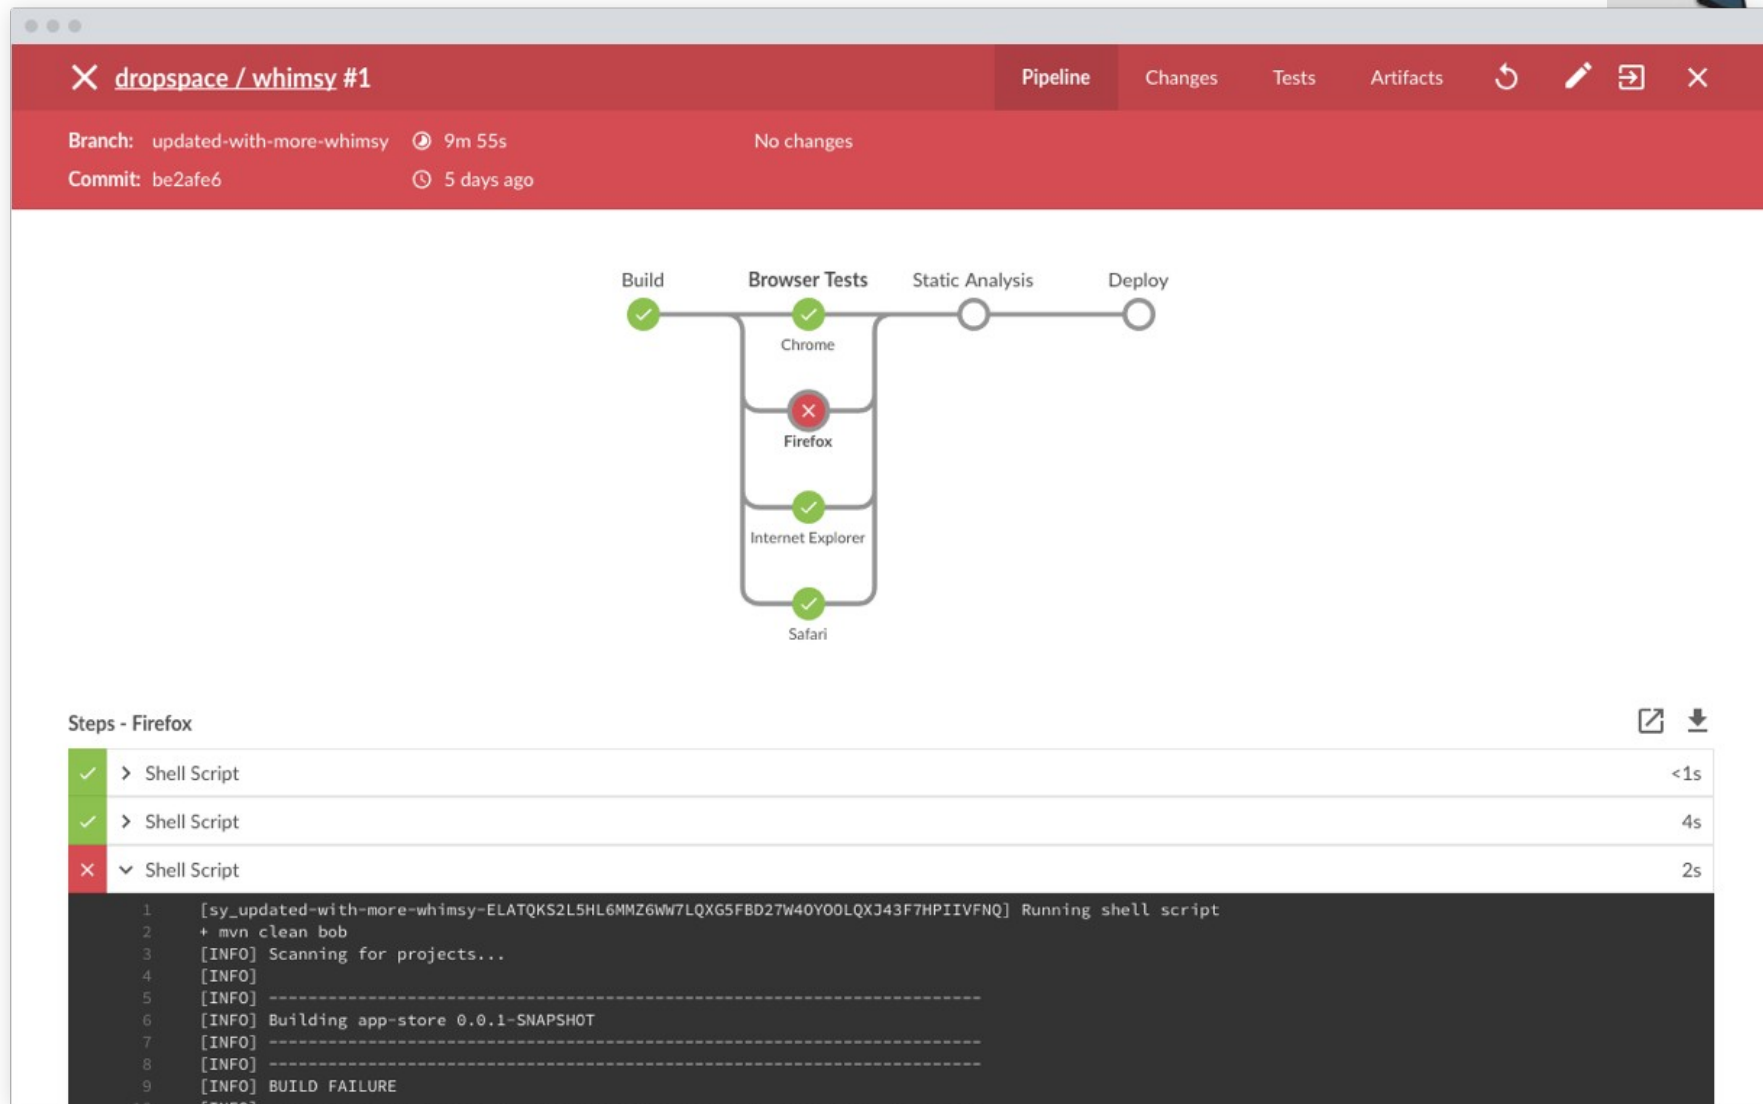 dropspace / whimsy #1
Pipeline Changes Tests Artifacts
Branch: updated-with-more-whimsy 9m 55s No changes
Commit: be2afe6 5 days ago
Build Browser Tests Static Analysis Deploy
Chrome
Firefox
Internet Explorer
Safari
Steps - Firefox
Shell Script <1s
Shell Script 4s
Shell Script 2s
1 [sy_updated-with-more-whimsy-ELATQKS2L5HL6MMZ6WW7LQXG5FBD27W4OYOOLQXJ43F7HPIIVFNQ] Running shell script
2 + mvn clean bob
3 [INFO] Scanning for projects...
4 [INFO]
5 [INFO] ------------------------------------------------------------------------
6 [INFO] Building app-store 0.0.1-SNAPSHOT
7 [INFO] ------------------------------------------------------------------------
8 [INFO] ------------------------------------------------------------------------
9 [INFO] BUILD FAILURE